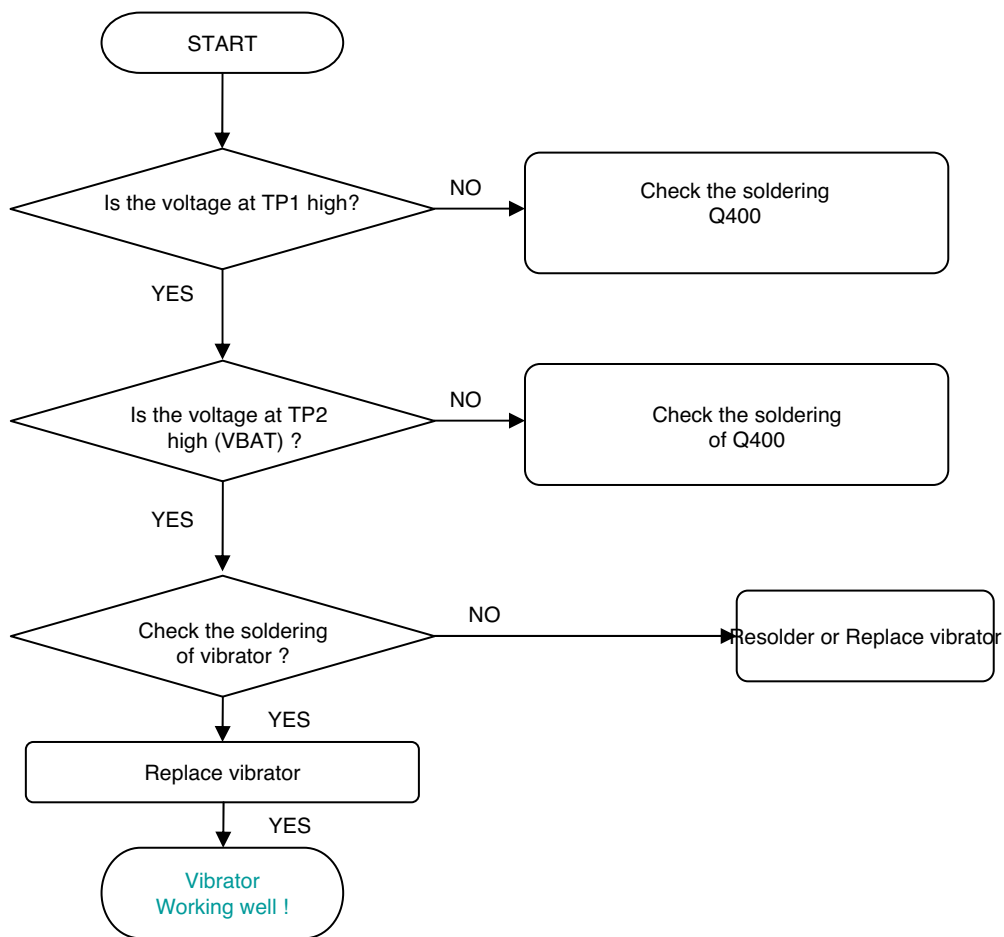 START
Is the voltage at TP1 high?
NO
Check the soldering
Q400
YES
Is the voltage at TP2
high (VBAT) ?
NO
Check the soldering
of Q400
YES
Check the soldering
of vibrator ?
NO
Resolder or Replace vibrator
YES
Replace vibrator
YES
Vibrator
Working well !